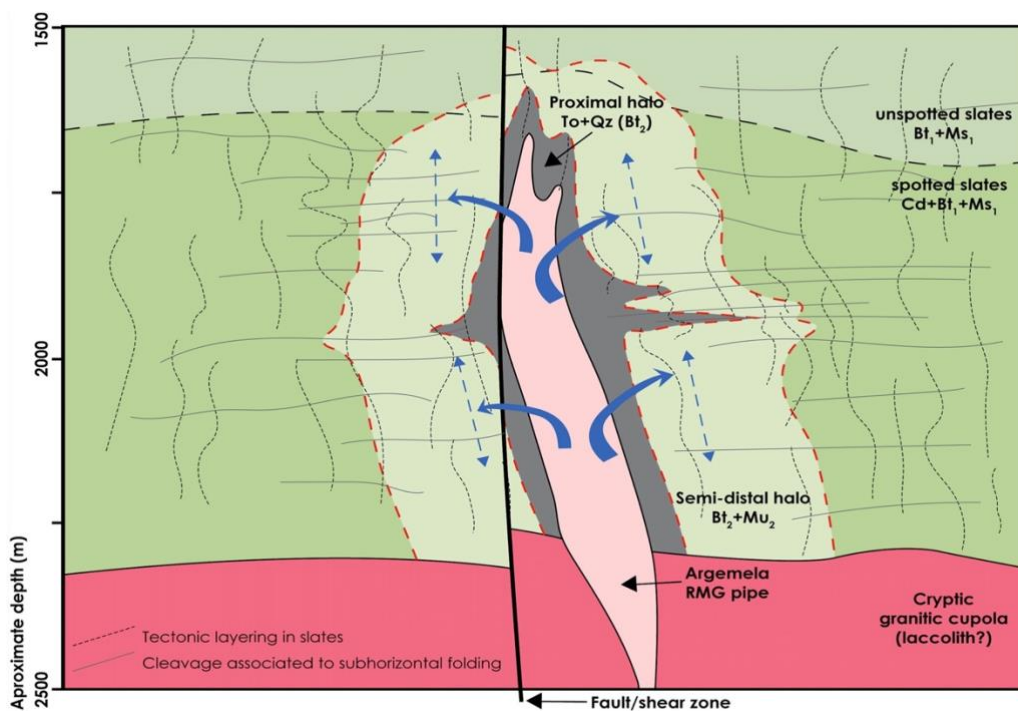 1500
Proximal halo
To+Qz (Bt₂)
unspotted slates
Bt₁+Ms₁
spotted slates
Cd+Bt₁+Ms₁
2000
Semi-distal halo
Bt₂+Mu₂
Argemela
RMG pipe
Cryptic
granitic cupola
(laccolith?)
Tectonic layering in slates
Cleavage associated to subhorizontal folding
2500
Aproximate depth (m)
Fault/shear zone